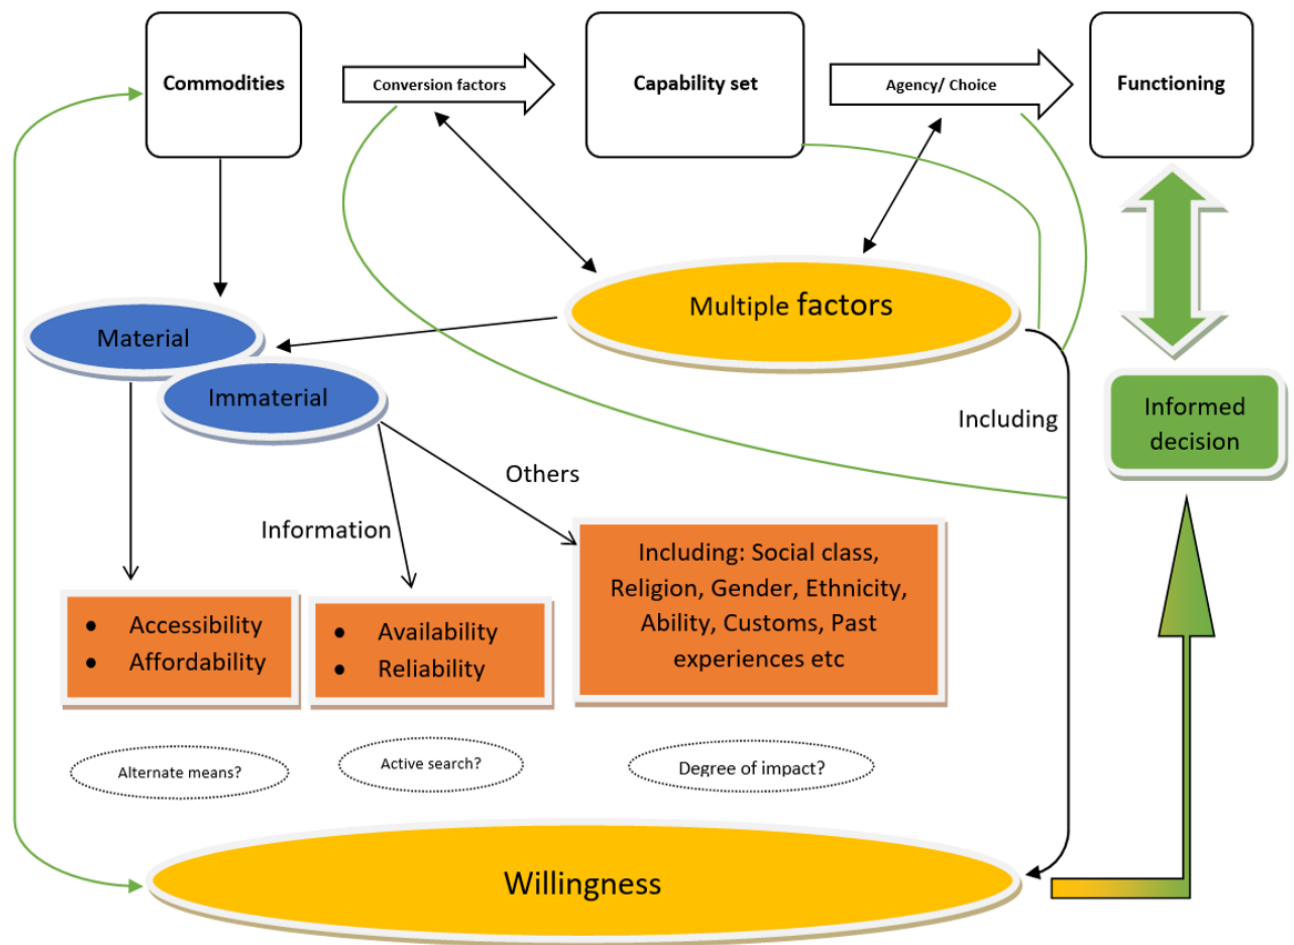 Commodities
Conversion factors
Capability set
Agency/ Choice
Functioning
Multiple factors
Material
Immaterial
Informed
decision
Including
Others
Information
Including: Social class,
Religion, Gender, Ethnicity,
Ability, Customs, Past
experiences etc
• Accessibility
• Affordability
• Availability
• Reliability
Alternate means?
Active search?
Degree of impact?
Willingness